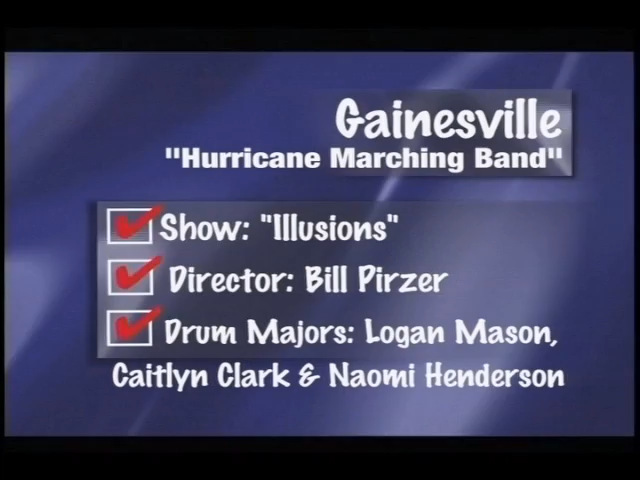 Gainesville
"Hurricane Marching Band"
Show: "Illusions"
Director: Bill Pirzer
Drum Majors: Logan Mason,
Caitlyn Clark & Naomi Henderson